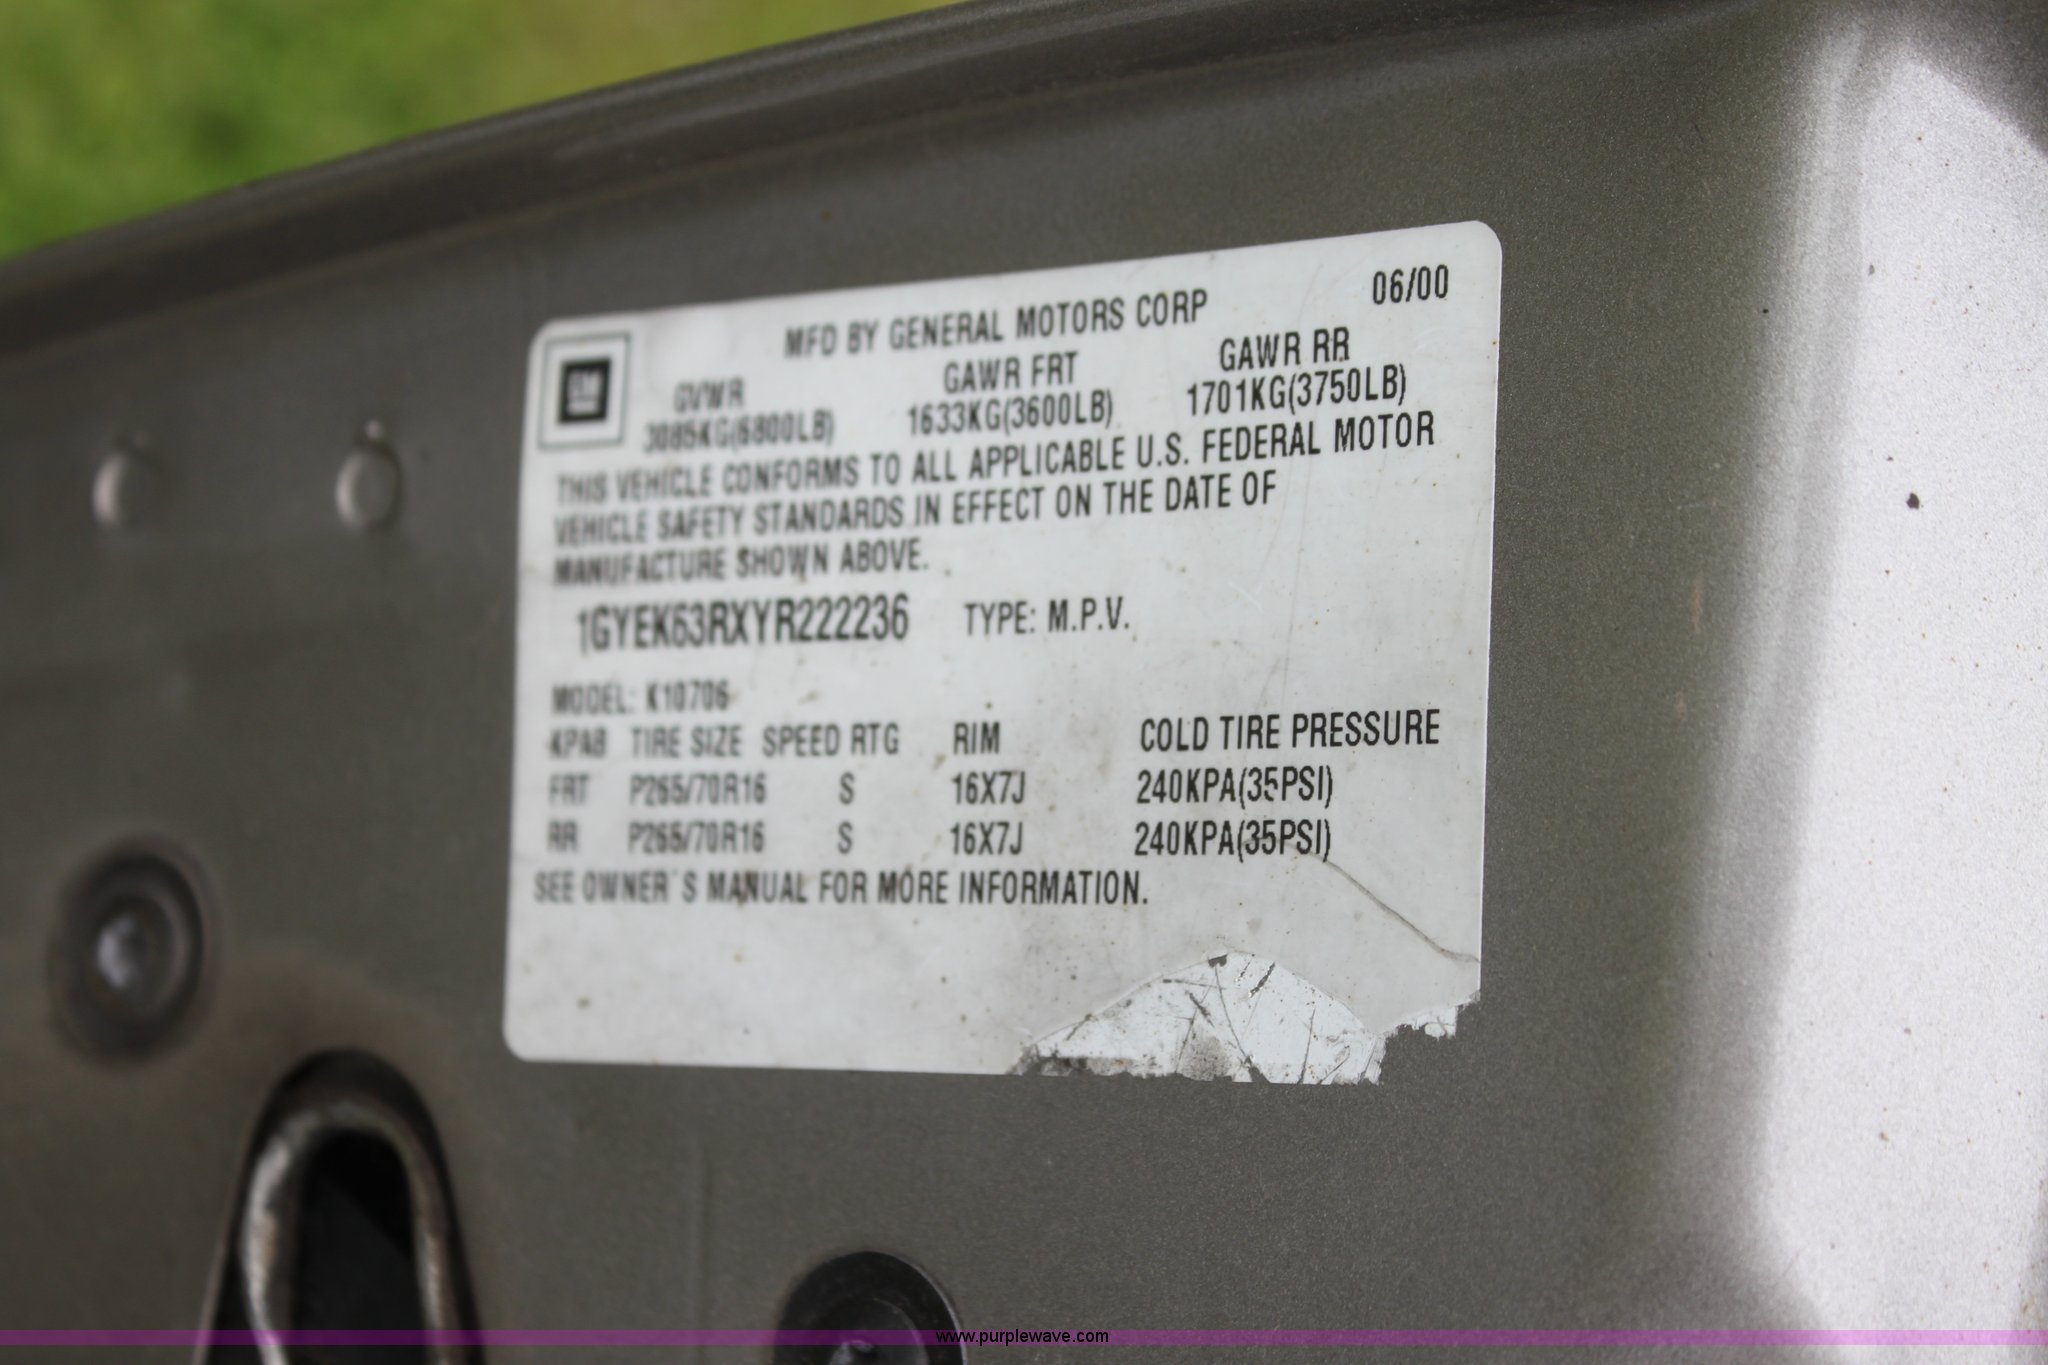 MFD BY GENERAL MOTORS CORP 06/00
GM
GVWR GAWR FRT GAWR RR
3085KG(6800LB) 1633KG(3600LB) 1701KG(3750LB)
THIS VEHICLE CONFORMS TO ALL APPLICABLE U.S. FEDERAL MOTOR
VEHICLE SAFETY STANDARDS IN EFFECT ON THE DATE OF
MANUFACTURE SHOWN ABOVE.
1GYEK63RXYR222236 TYPE: M.P.V.
MODEL: K10706
KPAB TIRE SIZE SPEED RTG RIM COLD TIRE PRESSURE
FRT P265/70R16 S 16X7J 240KPA(35PSI)
RR P265/70R16 S 16X7J 240KPA(35PSI)
SEE OWNER'S MANUAL FOR MORE INFORMATION.
www.purplewave.com